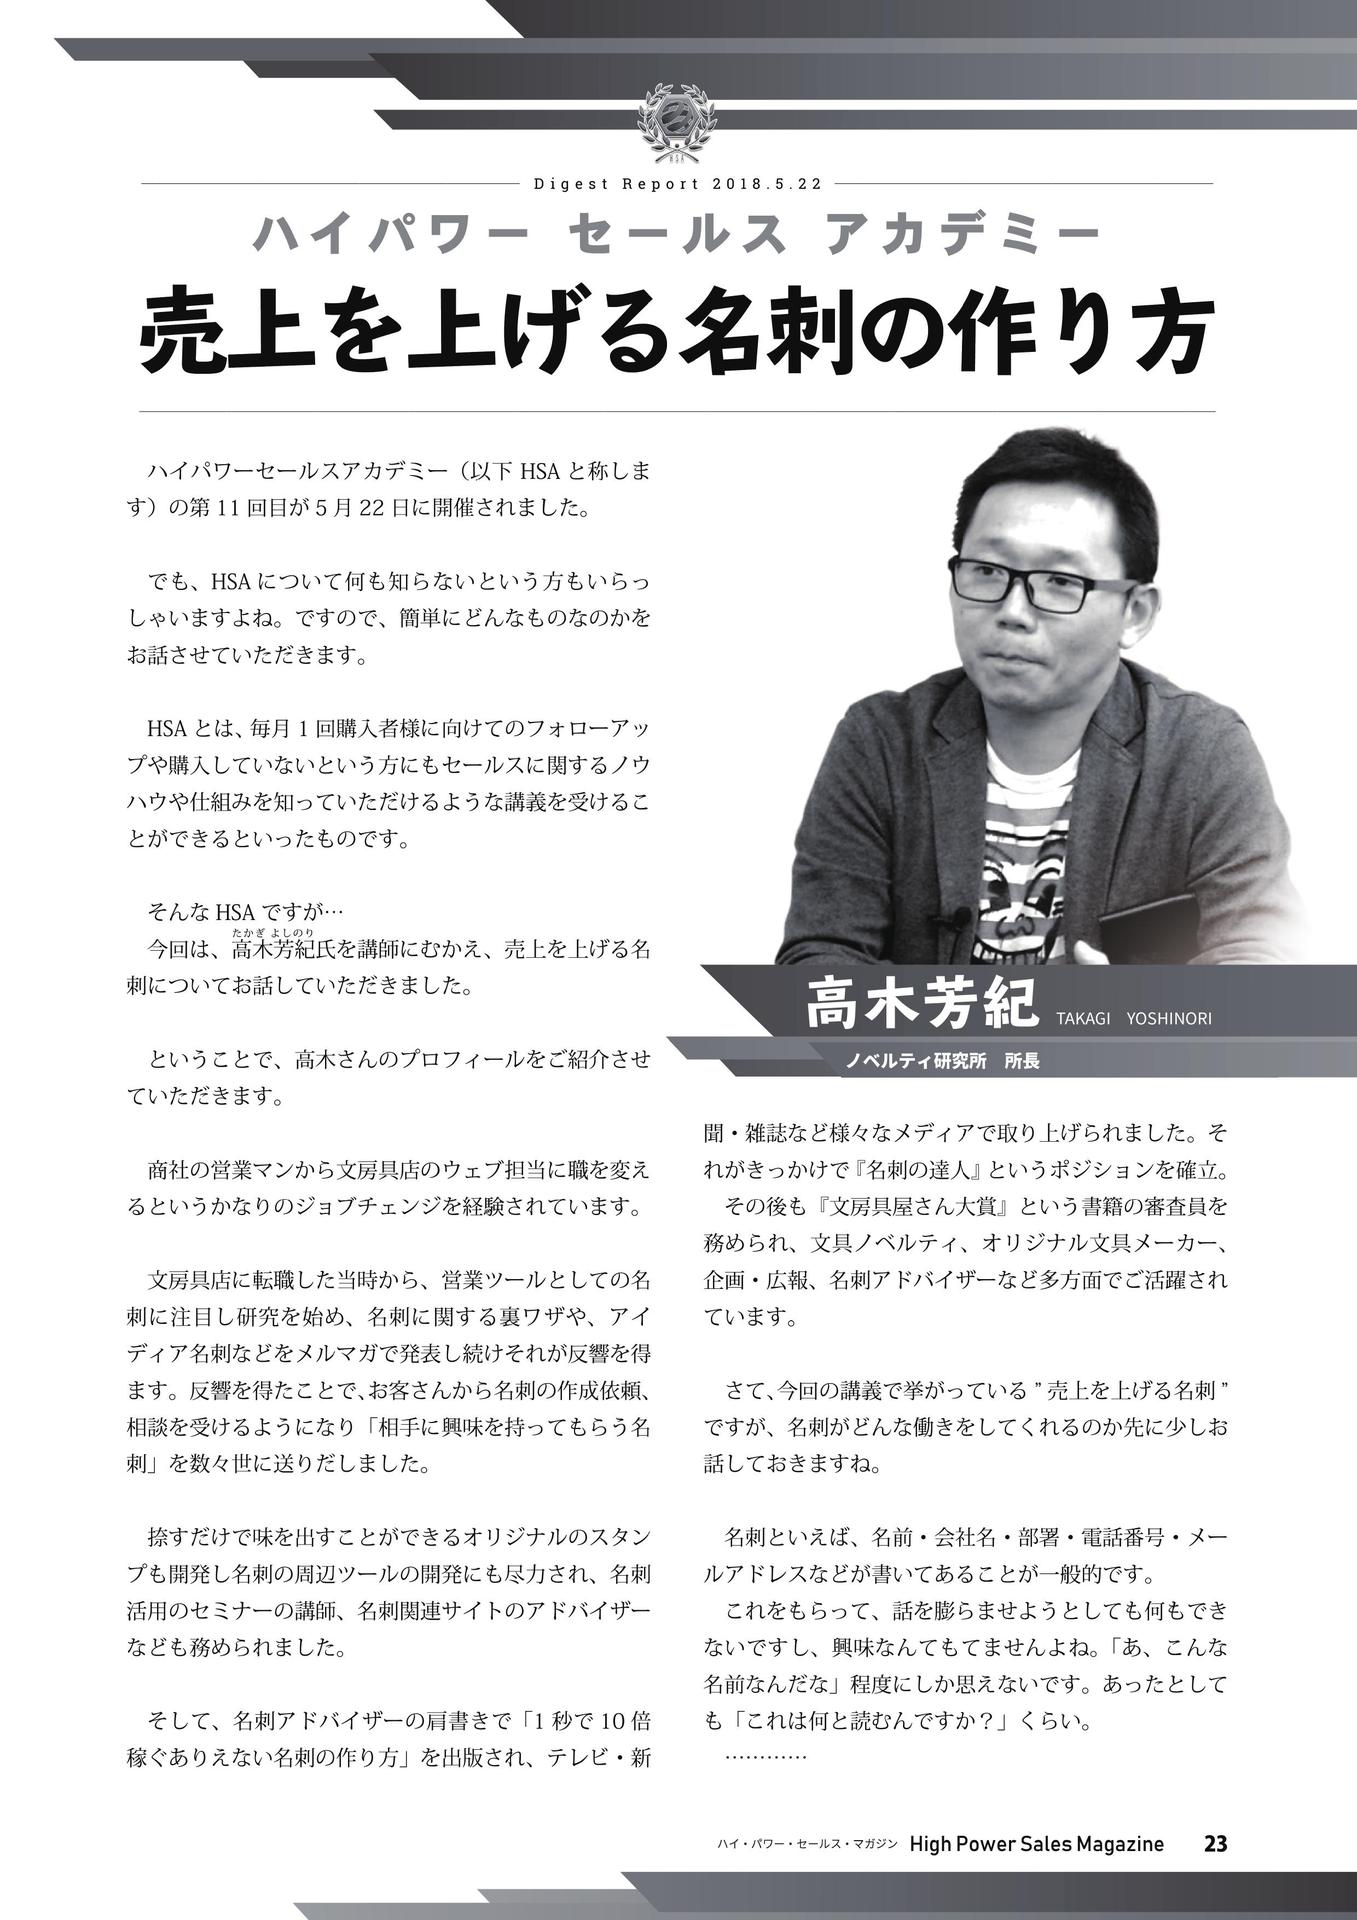 HSA
Digest Report 2018.5.22
ハイパワー セールス アカデミー
売上を上げる名刺の作り方
ハイパワーセールスアカデミー（以下 HSA と称しま
す）の第 11 回目が 5 月 22 日に開催されました。
でも、HSA について何も知らないという方もいらっ
しゃいますよね。ですので、簡単にどんなものなのかを
お話させていただきます。
HSA とは、毎月 1 回購入者様に向けてのフォローアッ
プや購入していないという方にもセールスに関するノウ
ハウや仕組みを知っていただけるような講義を受けるこ
とができるといったものです。
そんな HSA ですが…
たかぎ よしのり
今回は、高木芳紀氏を講師にむかえ、売上を上げる名
刺についてお話していただきました。
ということで、高木さんのプロフィールをご紹介させ
ていただきます。
商社の営業マンから文房具店のウェブ担当に職を変え
るというかなりのジョブチェンジを経験されています。
文房具店に転職した当時から、営業ツールとしての名
刺に注目し研究を始め、名刺に関する裏ワザや、アイ
ディア名刺などをメルマガで発表し続けそれが反響を得
ます。反響を得たことで、お客さんから名刺の作成依頼、
相談を受けるようになり「相手に興味を持ってもらう名
刺」を数々世に送りだしました。
捺すだけで味を出すことができるオリジナルのスタン
プも開発し名刺の周辺ツールの開発にも尽力され、名刺
活用のセミナーの講師、名刺関連サイトのアドバイザー
なども務められました。
そして、名刺アドバイザーの肩書きで「1 秒で 10 倍
稼ぐありえない名刺の作り方」を出版され、テレビ・新
高木芳紀 TAKAGI YOSHINORI
ノベルティ研究所 所長
聞・雑誌など様々なメディアで取り上げられました。そ
れがきっかけで『名刺の達人』というポジションを確立。
その後も『文房具屋さん大賞』という書籍の審査員を
務められ、文具ノベルティ、オリジナル文具メーカー、
企画・広報、名刺アドバイザーなど多方面でご活躍され
ています。
さて、今回の講義で挙がっている ” 売上を上げる名刺 ”
ですが、名刺がどんな働きをしてくれるのか先に少しお
話しておきますね。
名刺といえば、名前・会社名・部署・電話番号・メー
ルアドレスなどが書いてあることが一般的です。
これをもらって、話を膨らませようとしても何もでき
ないですし、興味なんてもてませんよね。「あ、こんな
名前なんだな」程度にしか思えないです。あったとして
も「これは何と読むんですか？」くらい。
…………
ハイ・パワー・セールス・マガジン High Power Sales Magazine 23